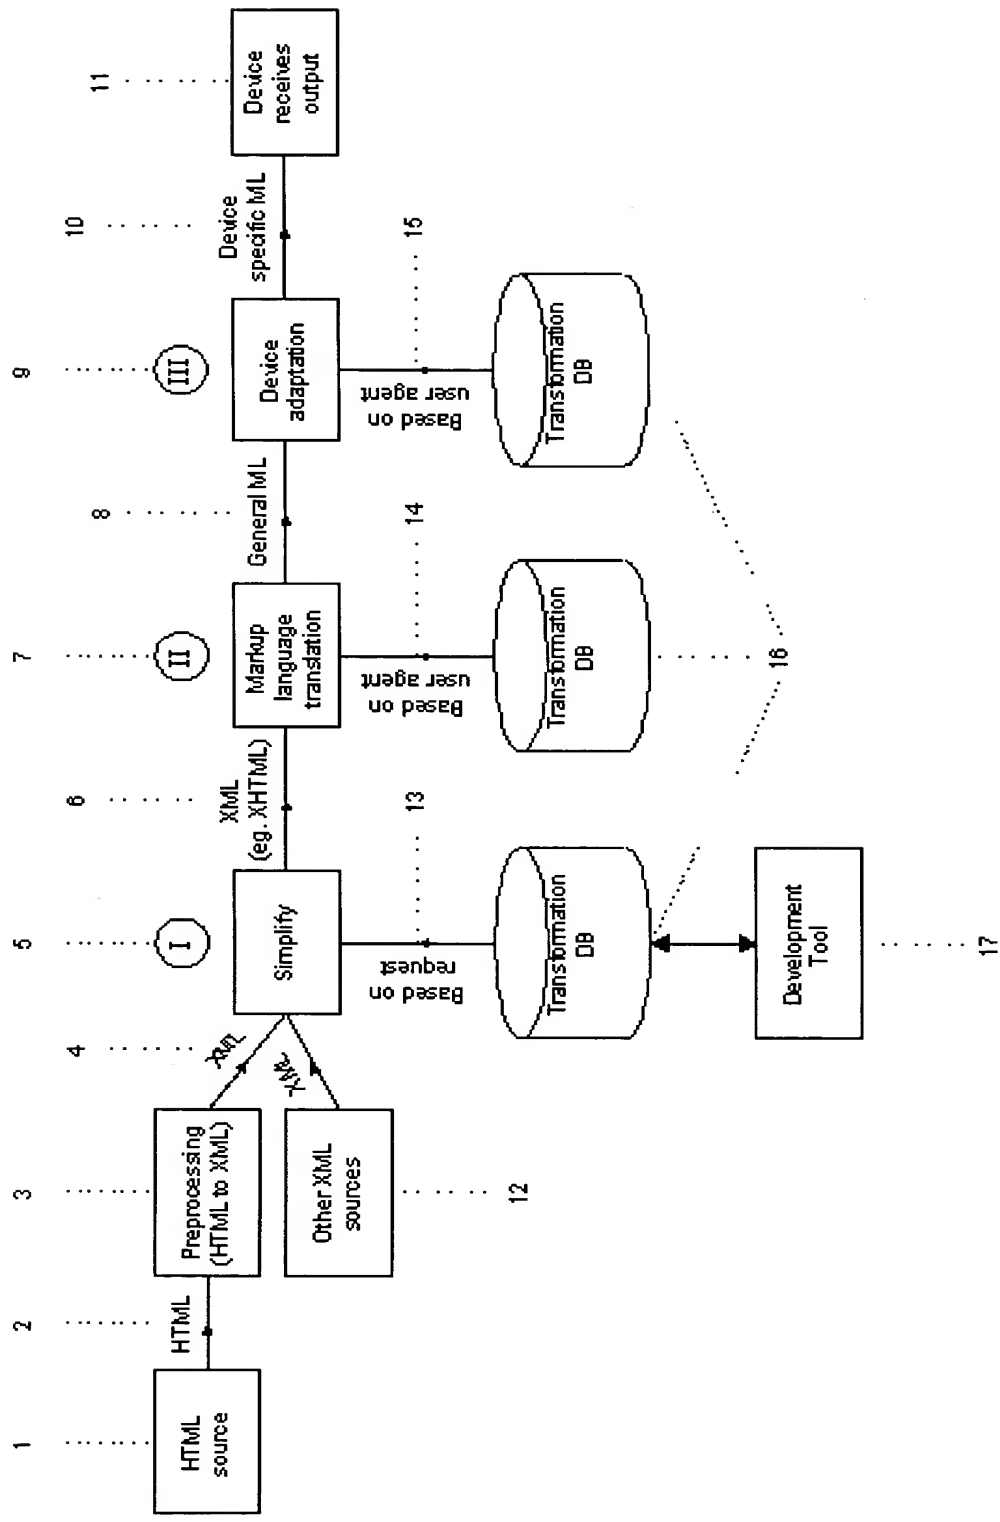 1
2
3
4
5
6
7
8
9
10
11
I
II
III
HTML
source
HTML
Preprocessing
(HTML to XML)
XML
Other XML
sources
XML
12
Simplify
XML
(eg. XHTML)
Markup
language
translation
General ML
Device
adaptation
Device
specific ML
Device
receives
output
Based on
request
13
Based on
user agent
14
Based on
user agent
15
Transformation
DB
Transformation
DB
Transformation
DB
16
Development
Tool
17